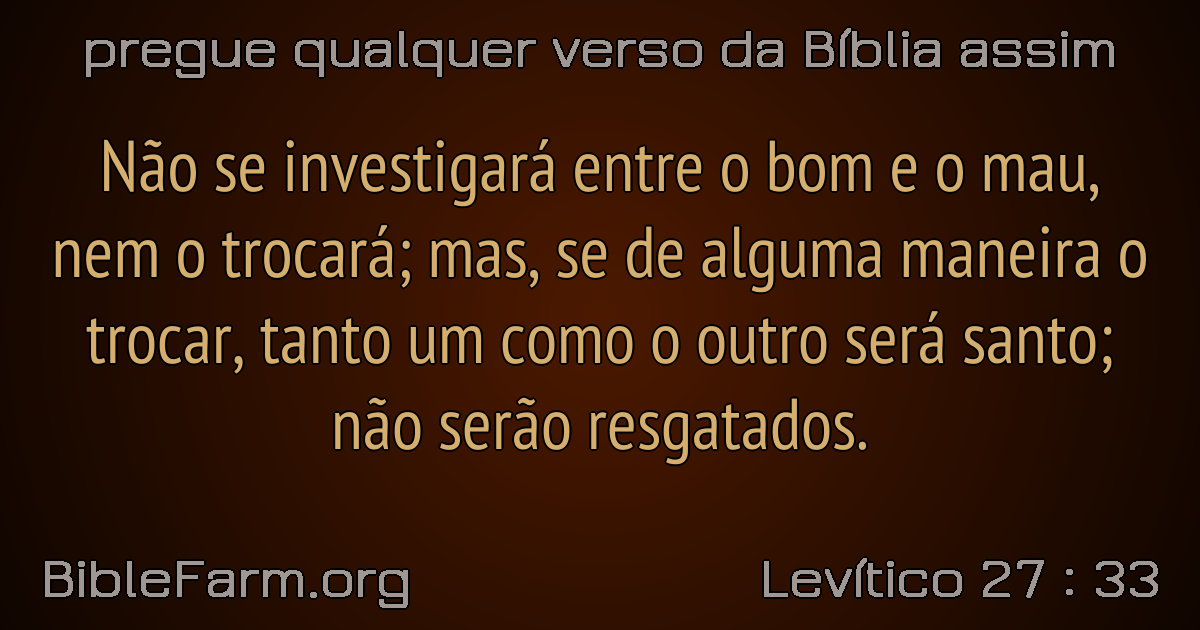 pregue qualquer verso da Bíblia assim
Não se investigará entre o bom e o mau,
nem o trocará; mas, se de alguma maneira o
trocar, tanto um como o outro será santo;
não serão resgatados.
BibleFarm.org
Levítico 27 : 33